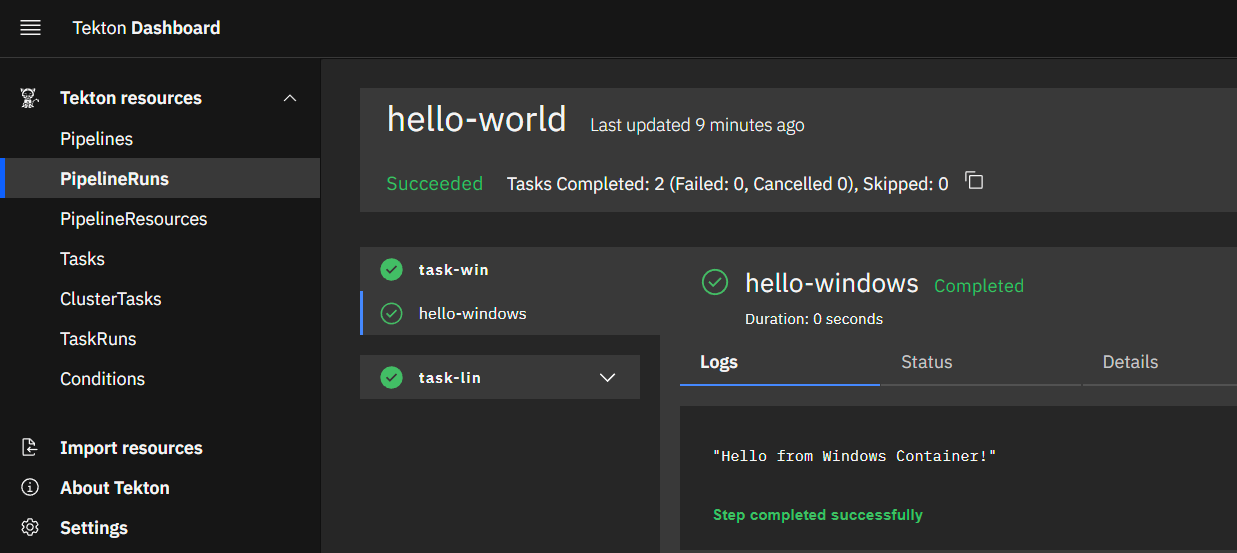 Tekton Dashboard
Tekton resources
Pipelines
PipelineRuns
PipelineResources
Tasks
ClusterTasks
TaskRuns
Conditions
Import resources
About Tekton
Settings
hello-world Last updated 9 minutes ago
Succeeded Tasks Completed: 2 (Failed: 0, Cancelled 0), Skipped: 0
task-win
hello-windows
task-lin
hello-windows Completed
Duration: 0 seconds
Logs Status Details
"Hello from Windows Container!"
Step completed successfully